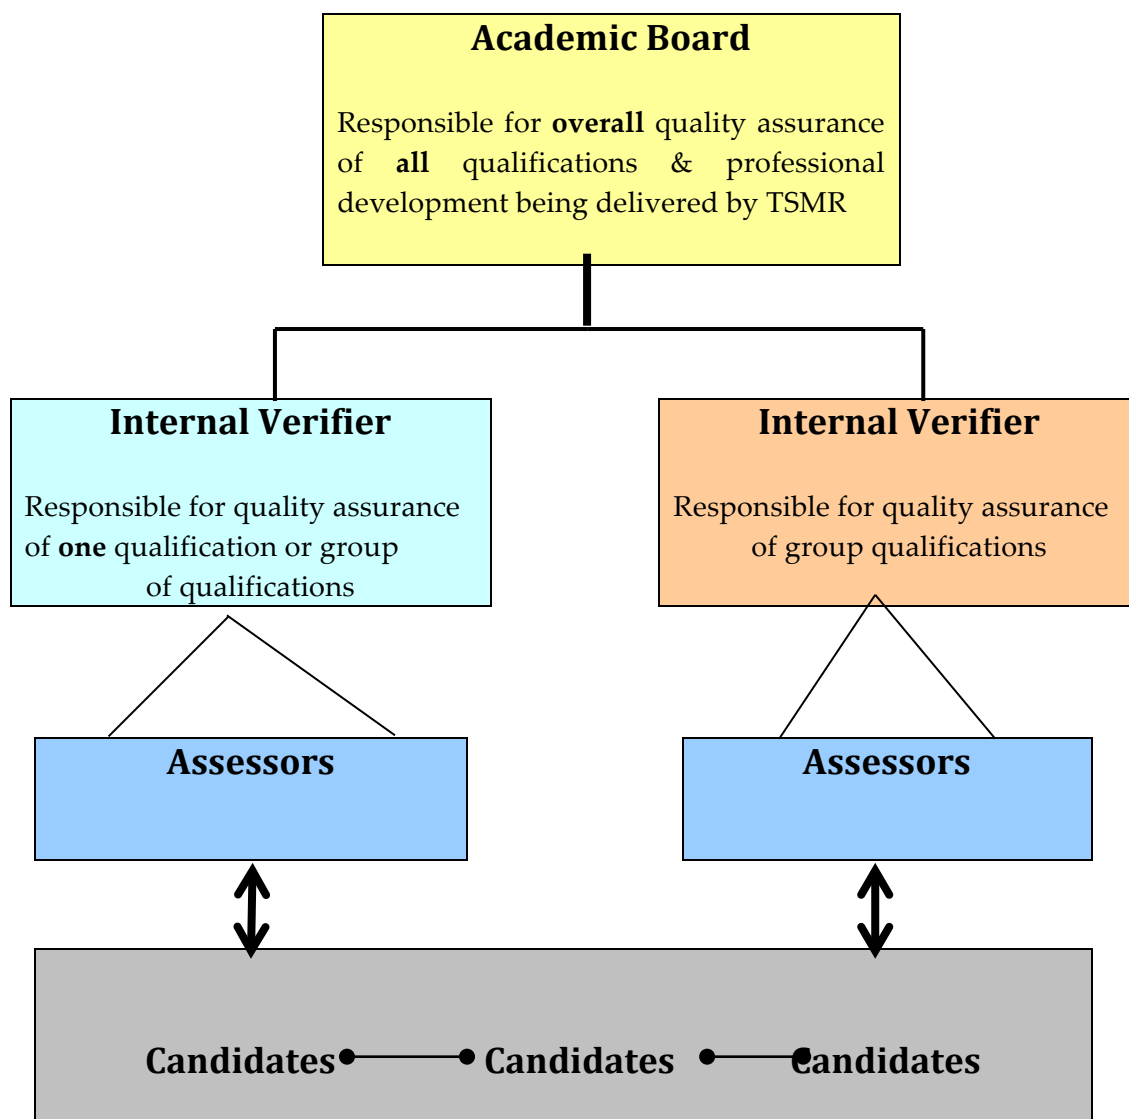 Academic Board
Responsible for overall quality assurance
of all qualifications & professional
development being delivered by TSMR
Internal Verifier
Responsible for quality assurance
of one qualification or group
of qualifications
Internal Verifier
Responsible for quality assurance
of group qualifications
Assessors
Assessors
Candidates Candidates Candidates